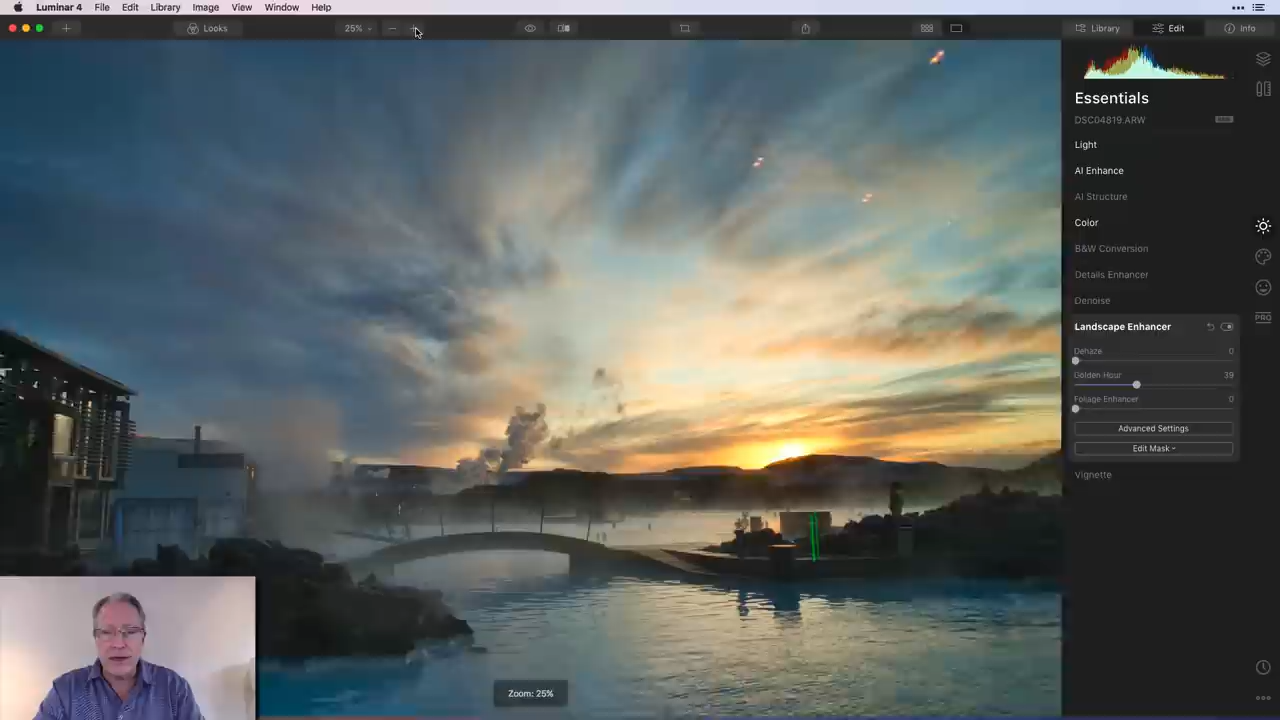 Luminar 4 File Edit Library Image View Window Help
Looks 25% Library Edit Info
Essentials
DSC04819.ARW
Light
AI Enhance
AI Structure
Color
B&W Conversion
Details Enhancer
Denoise
PRO
Landscape Enhancer
Dehaze 0
Golden Hour 39
Foliage Enhancer 0
Advanced Settings
Edit Mask
Vignette
Zoom: 25%